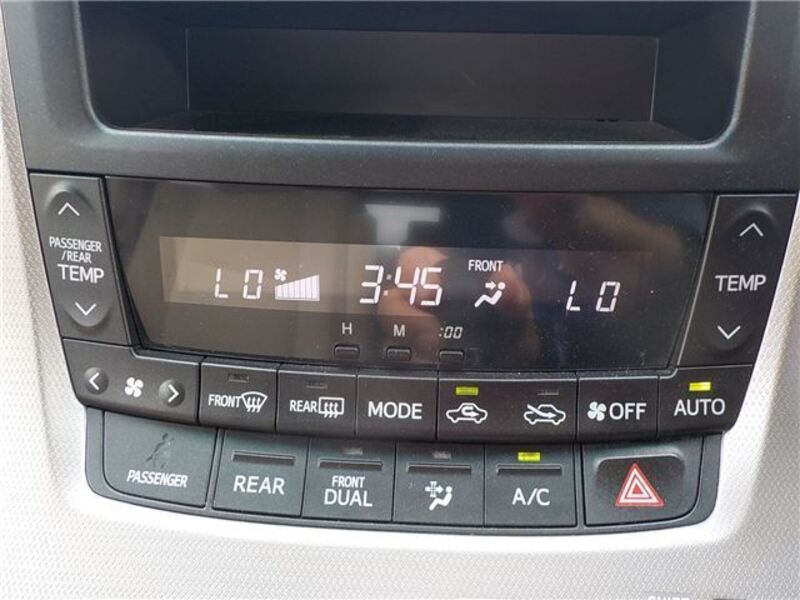 PASSENGER
/REAR
TEMP
LO
3:45
FRONT
LO
TEMP
H M :00
FRONT
REAR
MODE
OFF
AUTO
PASSENGER
REAR
FRONT
DUAL
A/C